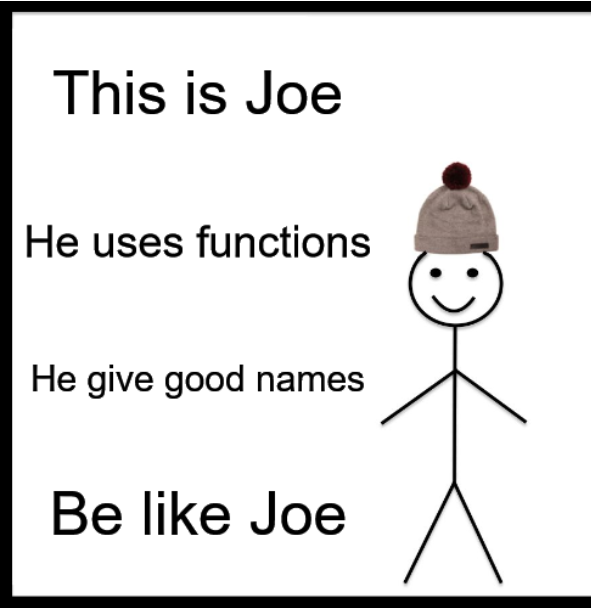 This is Joe
He uses functions
He give good names
Be like Joe